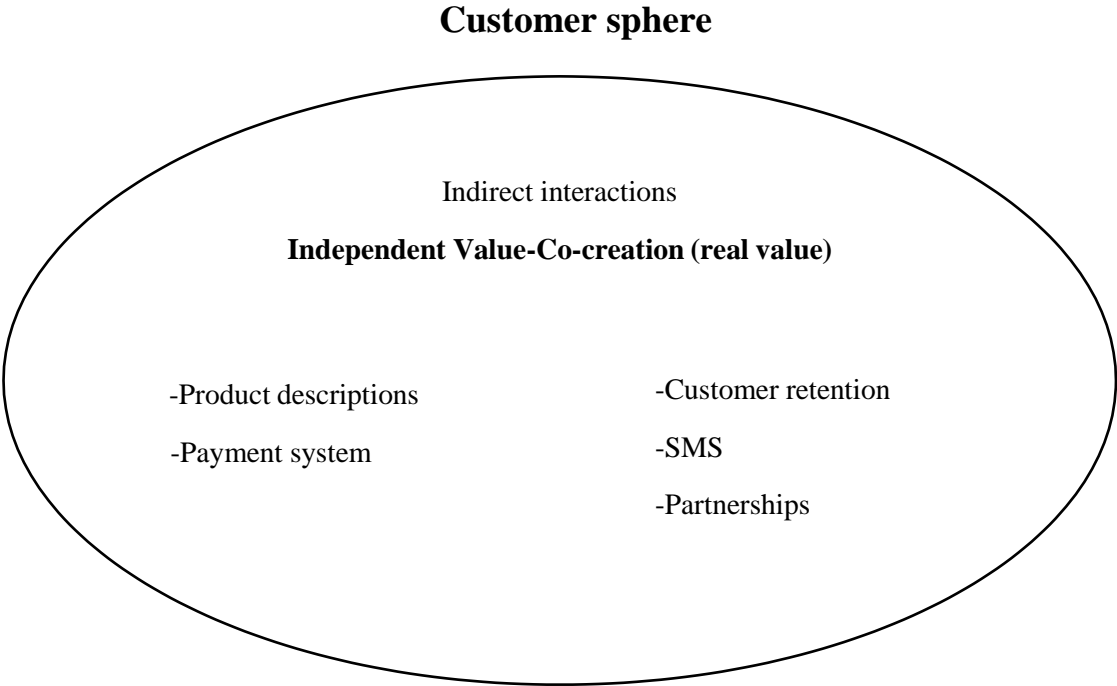 Customer sphere
Indirect interactions
Independent Value-Co-creation (real value)
-Product descriptions
-Payment system
-Customer retention
-SMS
-Partnerships